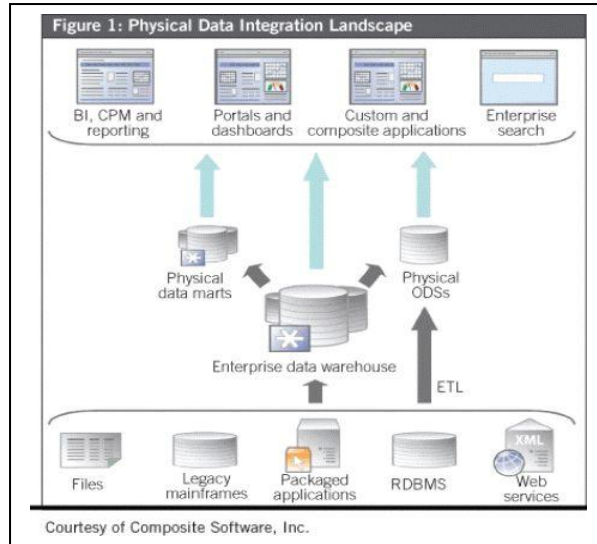 Figure 1: Physical Data Integration Landscape
BI, CPM and
reporting
Portals and
dashboards
Custom and
composite applications
Enterprise
search
Physical
data marts
Physical
ODSs
Enterprise data warehouse
ETL
Files
Legacy
mainframes
Packaged
applications
RDBMS
XML
Web
services
Courtesy of Composite Software, Inc.